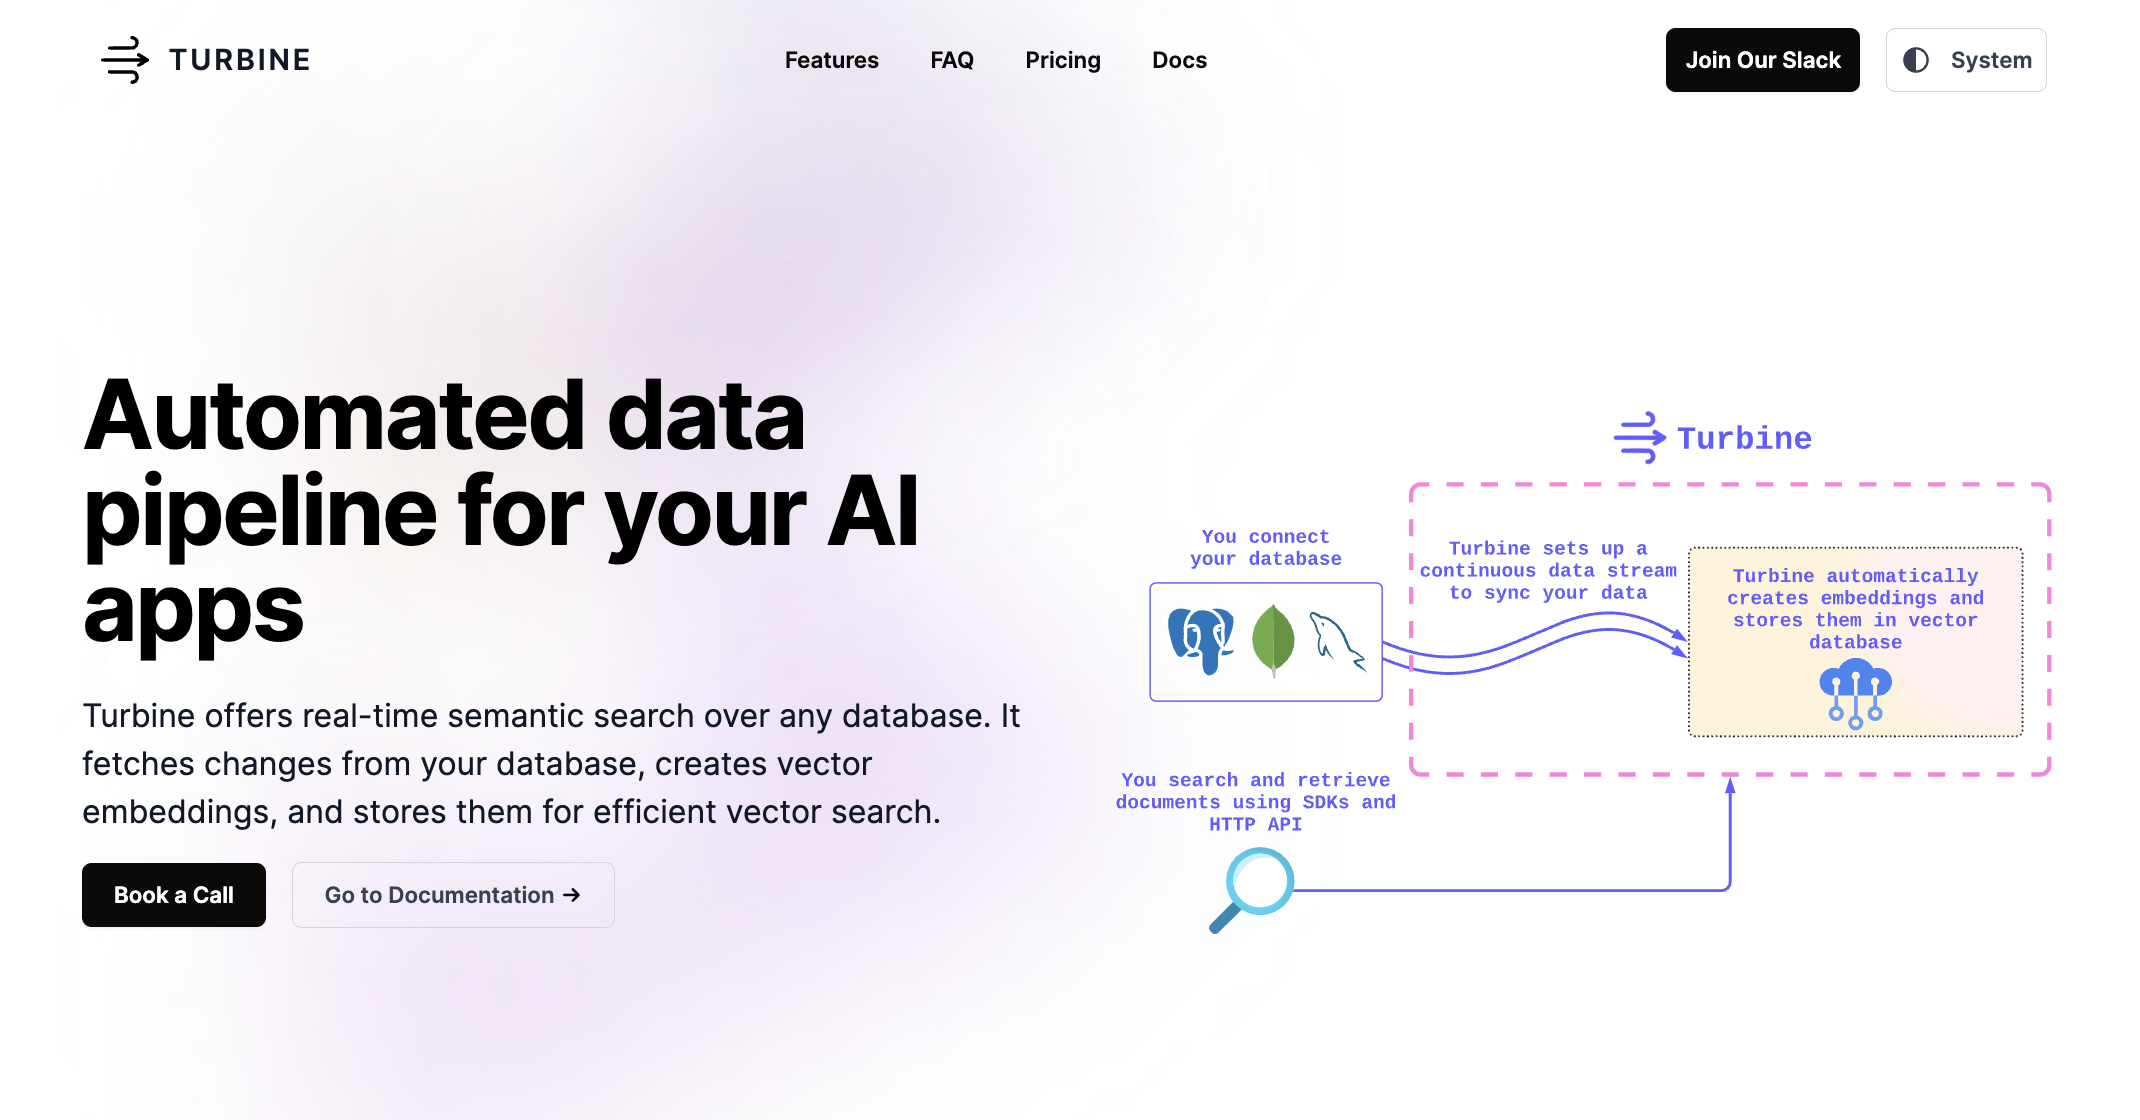 TURBINE
Features
FAQ
Pricing
Docs
Join Our Slack
System
Automated data
pipeline for your AI
apps
Turbine offers real-time semantic search over any database. It
fetches changes from your database, creates vector
embeddings, and stores them for efficient vector search.
Book a Call
Go to Documentation →
Turbine
You connect
your database
Turbine sets up a
continuous data stream
to sync your data
Turbine automatically
creates embeddings and
stores them in vector
database
You search and retrieve
documents using SDKs and
HTTP API